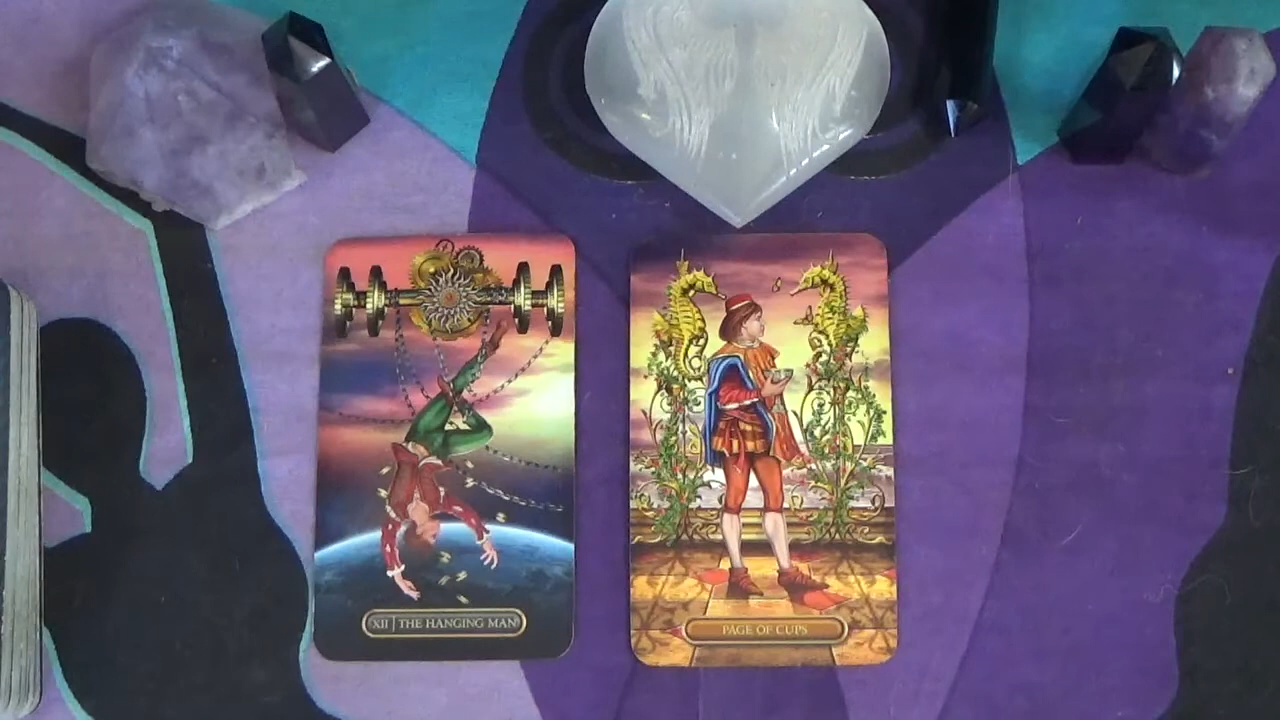 XII | THE HANGING MAN
PAGE OF CUPS